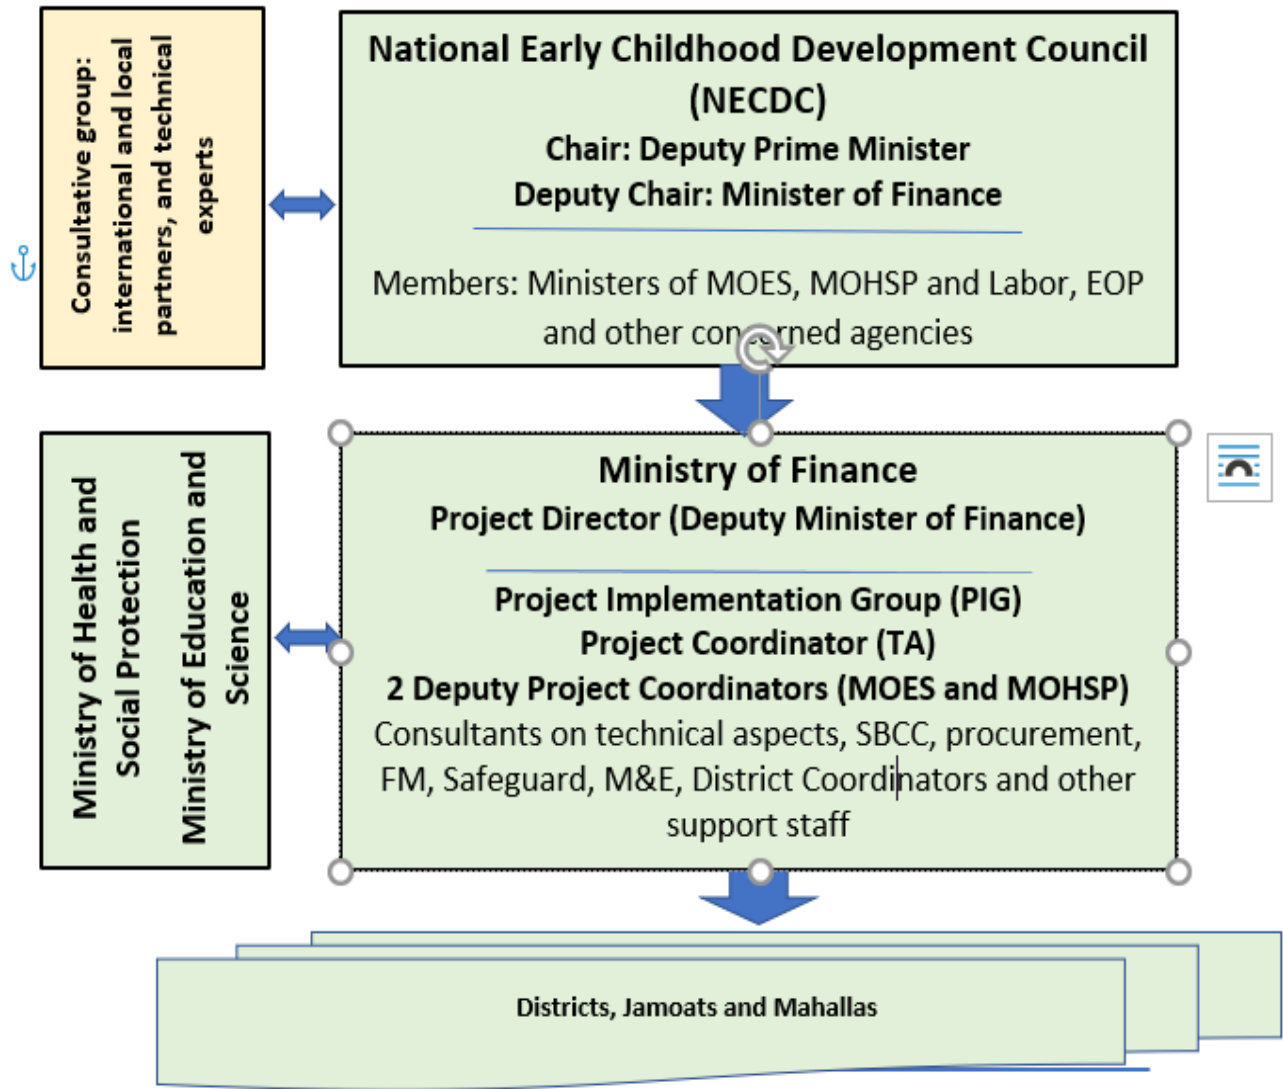 Consultative group:
international and local
partners, and technical
experts
National Early Childhood Development Council
(NECDC)
Chair: Deputy Prime Minister
Deputy Chair: Minister of Finance
Members: Ministers of MOES, MOHSP and Labor, EOP
and other concerned agencies
Ministry of Health and
Social Protection
Ministry of Education and
Science
Ministry of Finance
Project Director (Deputy Minister of Finance)
Project Implementation Group (PIG)
Project Coordinator (TA)
2 Deputy Project Coordinators (MOES and MOHSP)
Consultants on technical aspects, SBCC, procurement,
FM, Safeguard, M&E, District Coordinators and other
support staff
Districts, Jamoats and Mahallas